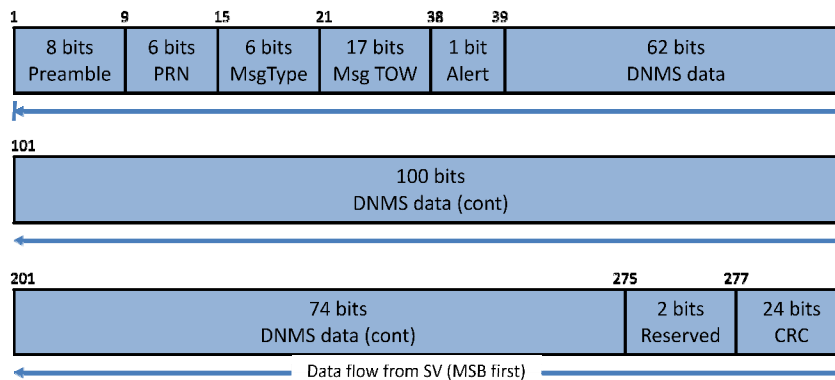 1 9 15 21 38 39
8 bits 6 bits 6 bits 17 bits 1 bit 62 bits
Preamble PRN MsgType Msg TOW Alert DNMS data
101
100 bits
DNMS data (cont)
201 275 277
74 bits 2 bits 24 bits
DNMS data (cont) Reserved CRC
Data flow from SV (MSB first)